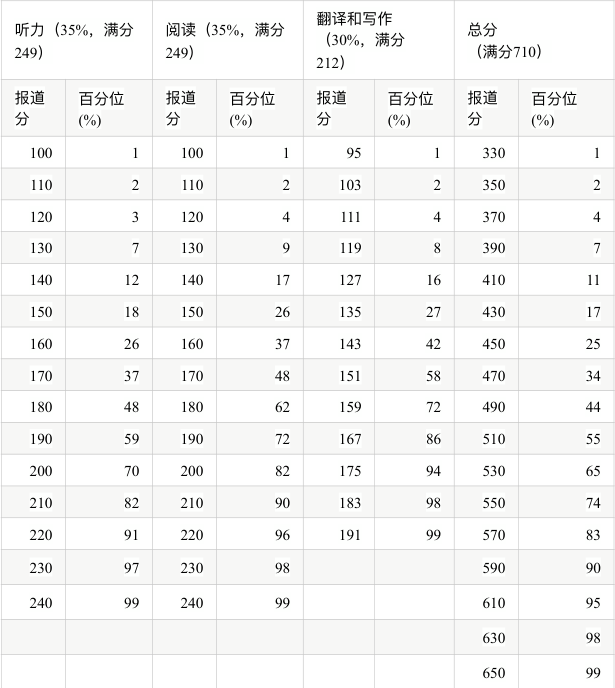 听力（35%，满分249） 阅读（35%，满分249） 翻译和写作（30%，满分212） 总分（满分710）
报道分 百分位(%) 报道分 百分位(%) 报道分 百分位(%) 报道分 百分位(%)
100 1 100 1 95 1 330 1
110 2 110 2 103 2 350 2
120 3 120 4 111 4 370 4
130 7 130 9 119 8 390 7
140 12 140 17 127 16 410 11
150 18 150 26 135 27 430 17
160 26 160 37 143 42 450 25
170 37 170 48 151 58 470 34
180 48 180 62 159 72 490 44
190 59 190 72 167 86 510 55
200 70 200 82 175 94 530 65
210 82 210 90 183 98 550 74
220 91 220 96 191 99 570 83
230 97 230 98 590 90
240 99 240 99 610 95
630 98
650 99